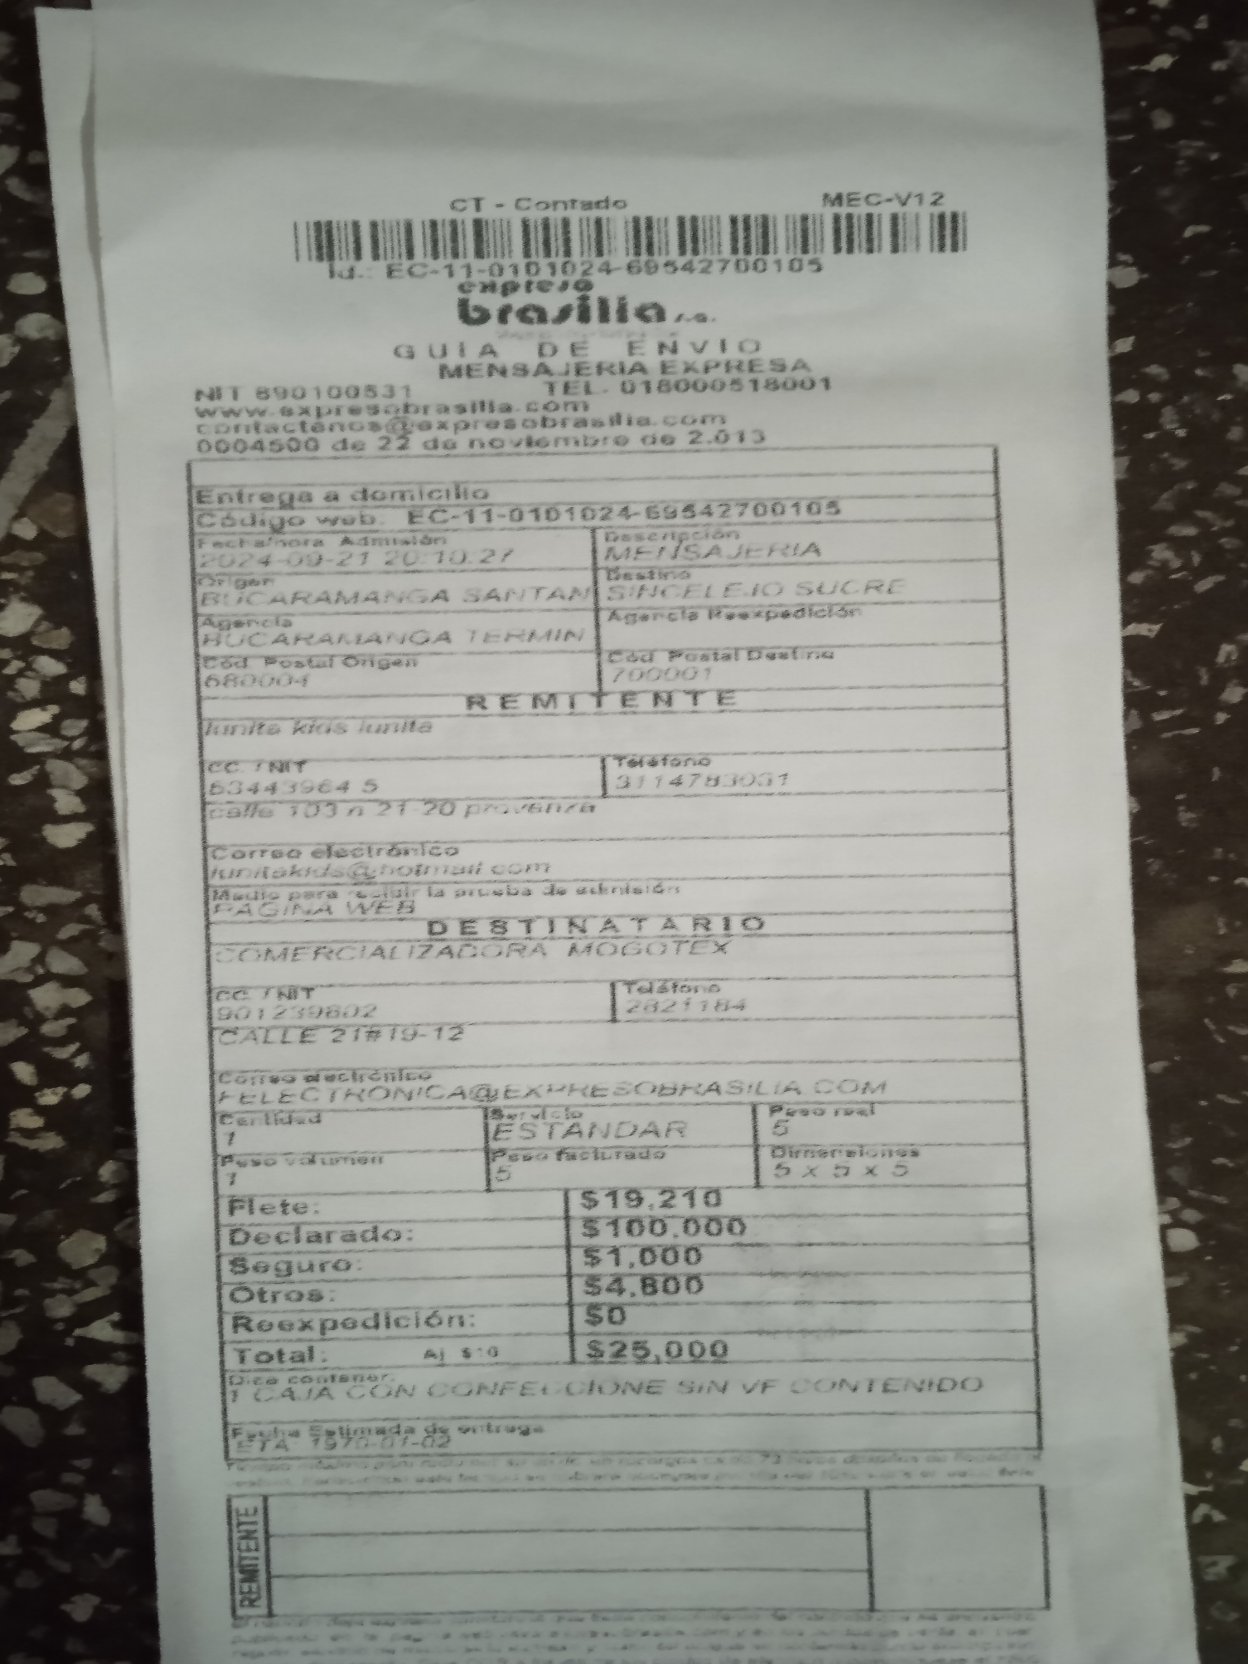 CT - Contado MEC-V12
Id.: EC-11-0101024-69542700105
expreso
brasilia s.a.
GUIA DE ENVIO
MENSAJERIA EXPRESA
NIT 890100531 TEL. 018000518001
www.expresobrasilia.com
contactenos@expresobrasilia.com
0004500 de 22 de noviembre de 2.013
Entrega a domicilio
Código web: EC-11-0101024-69542700105
Fecha/hora Admisión Descripción
2024-09-21 20:10:27 MENSAJERIA
Origen Destino
BUCARAMANGA SANTAN SINCELEJO SUCRE
Agencia Agencia Reexpedición
BUCARAMANGA TERMIN
Cód. Postal Origen Cód. Postal Destino
680004 700001
REMITENTE
lunita kids lunita
CC. / NIT Teléfono
63443964 5 3114783031
calle 103 n 21-20 provenza
Correo electrónico
lunitakids@hotmail.com
Medio para recibir la prueba de admisión
PAGINA WEB
DESTINATARIO
COMERCIALIZADORA MOGOTEX
CC. / NIT Teléfono
901239802 2821184
CALLE 21#19-12
Correo electrónico
FELECTRONICA@EXPRESOBRASILIA.COM
Cantidad Servicio Peso real
1 ESTANDAR 5
Peso volumen Peso facturado Dimensiones
1 5 5 x 5 x 5
Flete: $19,210
Declarado: $100,000
Seguro: $1,000
Otros: $4,800
Reexpedición: $0
Total: Aj $-10 $25,000
Dice contener:
1 CAJA CON CONFECCIONE SIN VF CONTENIDO
Fecha Estimada de entrega
ETA: 1970-01-02
REMITENTE